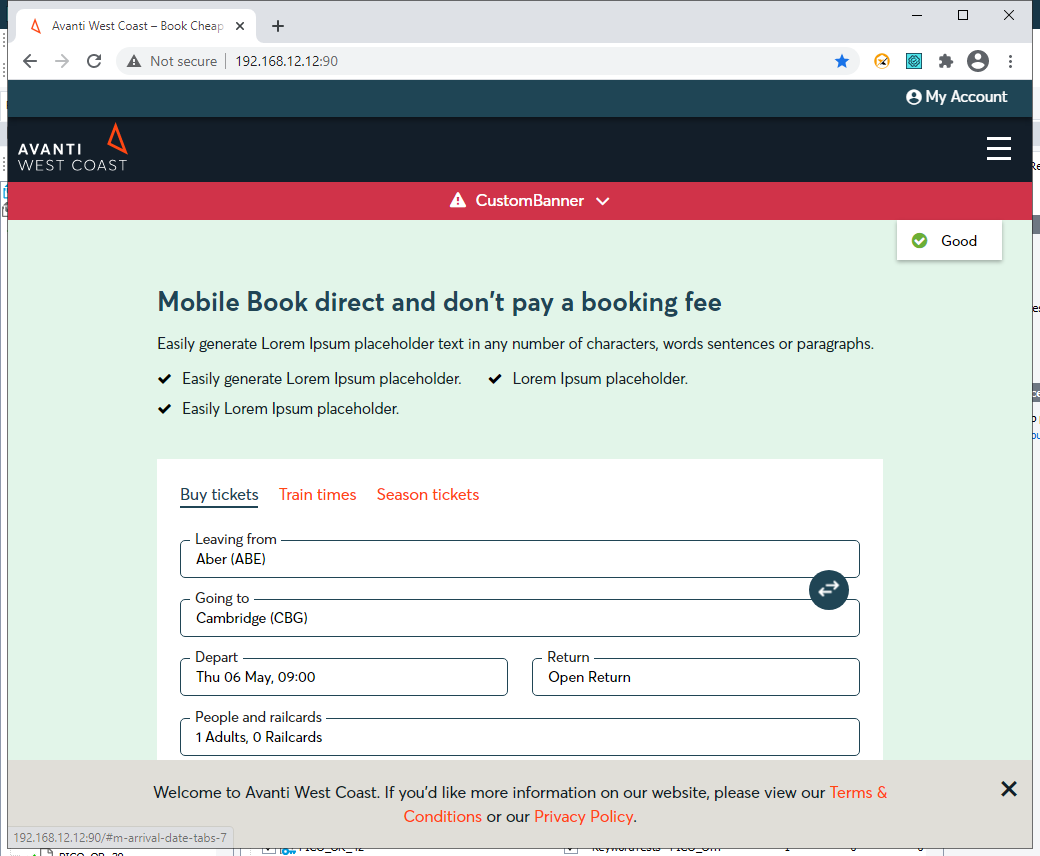 Avanti West Coast – Book Cheap
Not secure
192.168.12.12:90
My Account
AVANTI
WEST COAST
CustomBanner
Good
Mobile Book direct and don't pay a booking fee
Easily generate Lorem Ipsum placeholder text in any number of characters, words sentences or paragraphs.
Easily generate Lorem Ipsum placeholder. Lorem Ipsum placeholder.
Easily Lorem Ipsum placeholder.
Buy tickets Train times Season tickets
Leaving from
Aber (ABE)
Going to
Cambridge (CBG)
Depart Return
Thu 06 May, 09:00 Open Return
People and railcards
1 Adults, 0 Railcards
Welcome to Avanti West Coast. If you'd like more information on our website, please view our Terms &
Conditions or our Privacy Policy.
192.168.12.12:90/#m-arrival-date-tabs-7